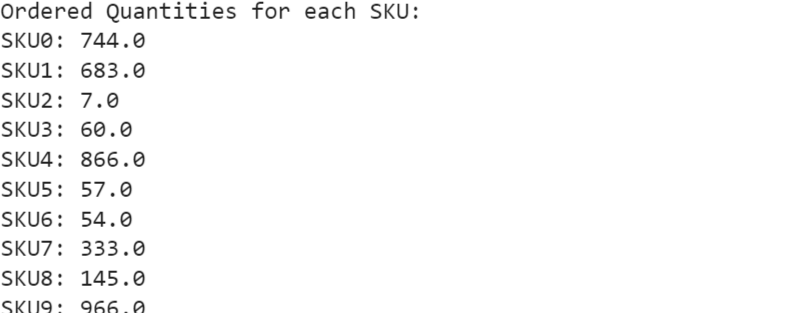 Ordered Quantities for each SKU:
SKU0: 744.0
SKU1: 683.0
SKU2: 7.0
SKU3: 60.0
SKU4: 866.0
SKU5: 57.0
SKU6: 54.0
SKU7: 333.0
SKU8: 145.0
SKU9: 966.0